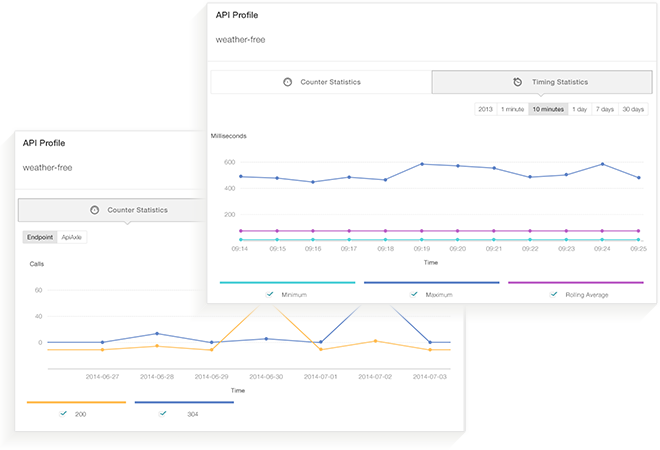 API Profile
weather-free
Counter Statistics
Timing Statistics
2013 1 minute 10 minutes 1 day 7 days 30 days
Milliseconds
600
400
200
09:14 09:15 09:16 09:17 09:18 09:19 09:20 09:21 09:22 09:23 09:24 09:25
Time
Minimum Maximum Rolling Average
API Profile
weather-free
Counter Statistics
Endpoint ApiAxle
Calls
60
40
0
2014-06-27 2014-06-28 2014-06-29 2014-06-30 2014-07-01 2014-07-02 2014-07-03
Time
200 304